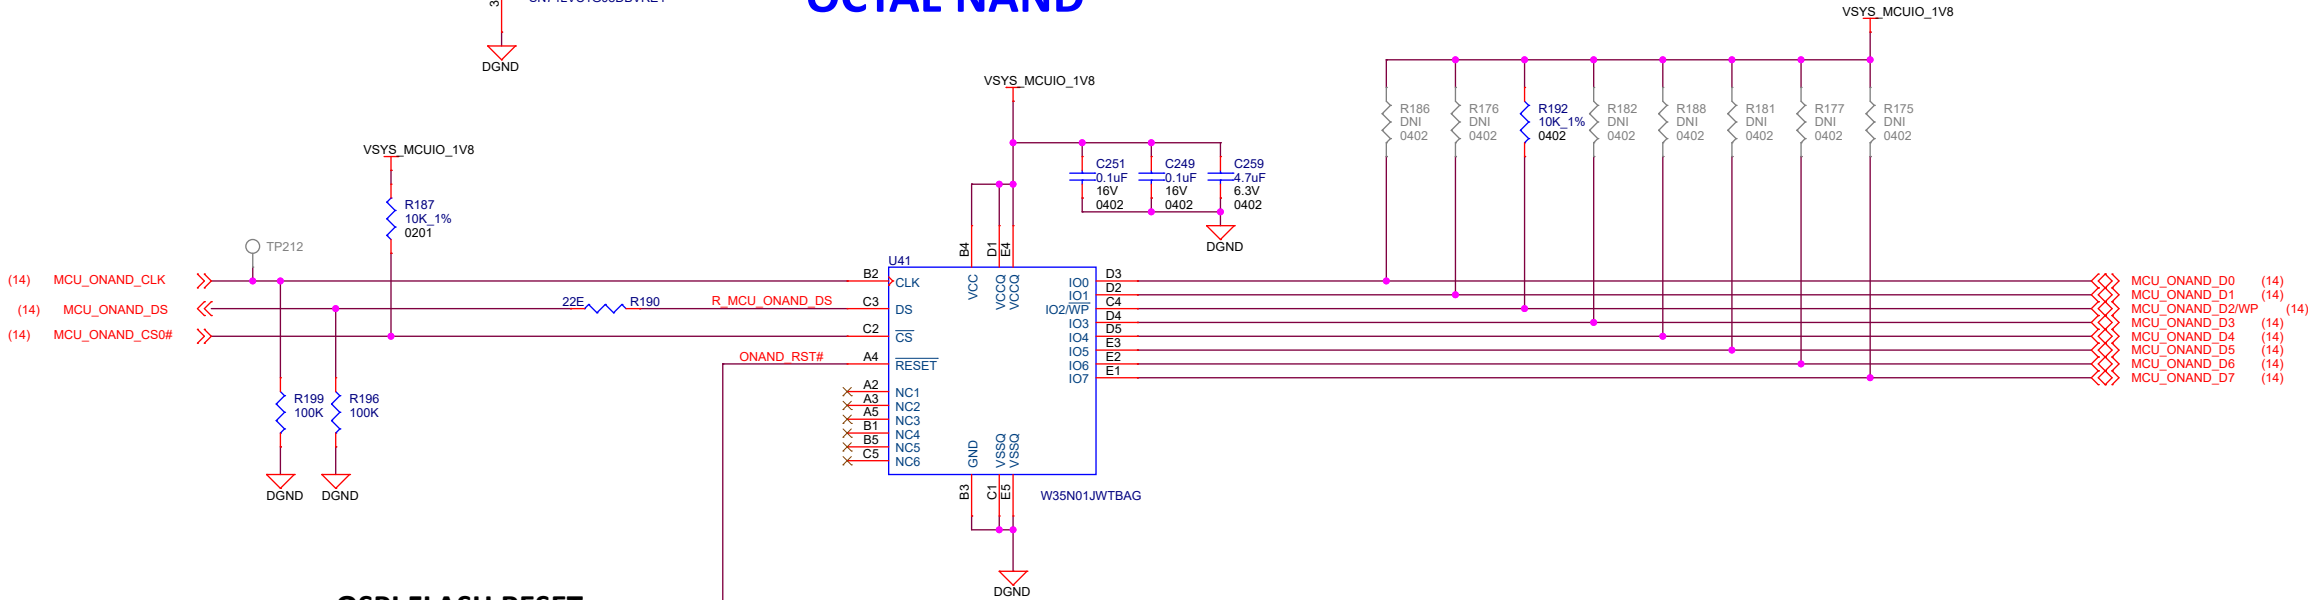 OCTAL NAND
3
DGND
VSYS_MCUIO_1V8
VSYS_MCUIO_1V8
VSYS_MCUIO_1V8
R186
DNI
0402
R176
DNI
0402
R192
10K_1%
0402
R182
DNI
0402
R188
DNI
0402
R181
DNI
0402
R177
DNI
0402
R175
DNI
0402
C251
0.1uF
16V
0402
C249
0.1uF
16V
0402
C259
4.7uF
6.3V
0402
DGND
R187
10K_1%
0201
TP212
(14) MCU_ONAND_CLK
(14) MCU_ONAND_DS
(14) MCU_ONAND_CS0#
22E R190
R_MCU_ONAND_DS
ONAND_RST#
R199
100K
R196
100K
DGND
DGND
U41
B4 D1 E4
VCC VCCQ VCCQ
B2 CLK
C3 DS
C2 CS
A4 RESET
A2 NC1
A3 NC2
A5 NC3
B1 NC4
B5 NC5
C5 NC6
IO0 D3
IO1 D2
IO2/WP C4
IO3 D4
IO4 D5
IO5 E3
IO6 E2
IO7 E1
GND VSSQ VSSQ
B3 C1 E5
W35N01JWTBAG
DGND
MCU_ONAND_D0 (14)
MCU_ONAND_D1 (14)
MCU_ONAND_D2/WP (14)
MCU_ONAND_D3 (14)
MCU_ONAND_D4 (14)
MCU_ONAND_D5 (14)
MCU_ONAND_D6 (14)
MCU_ONAND_D7 (14)